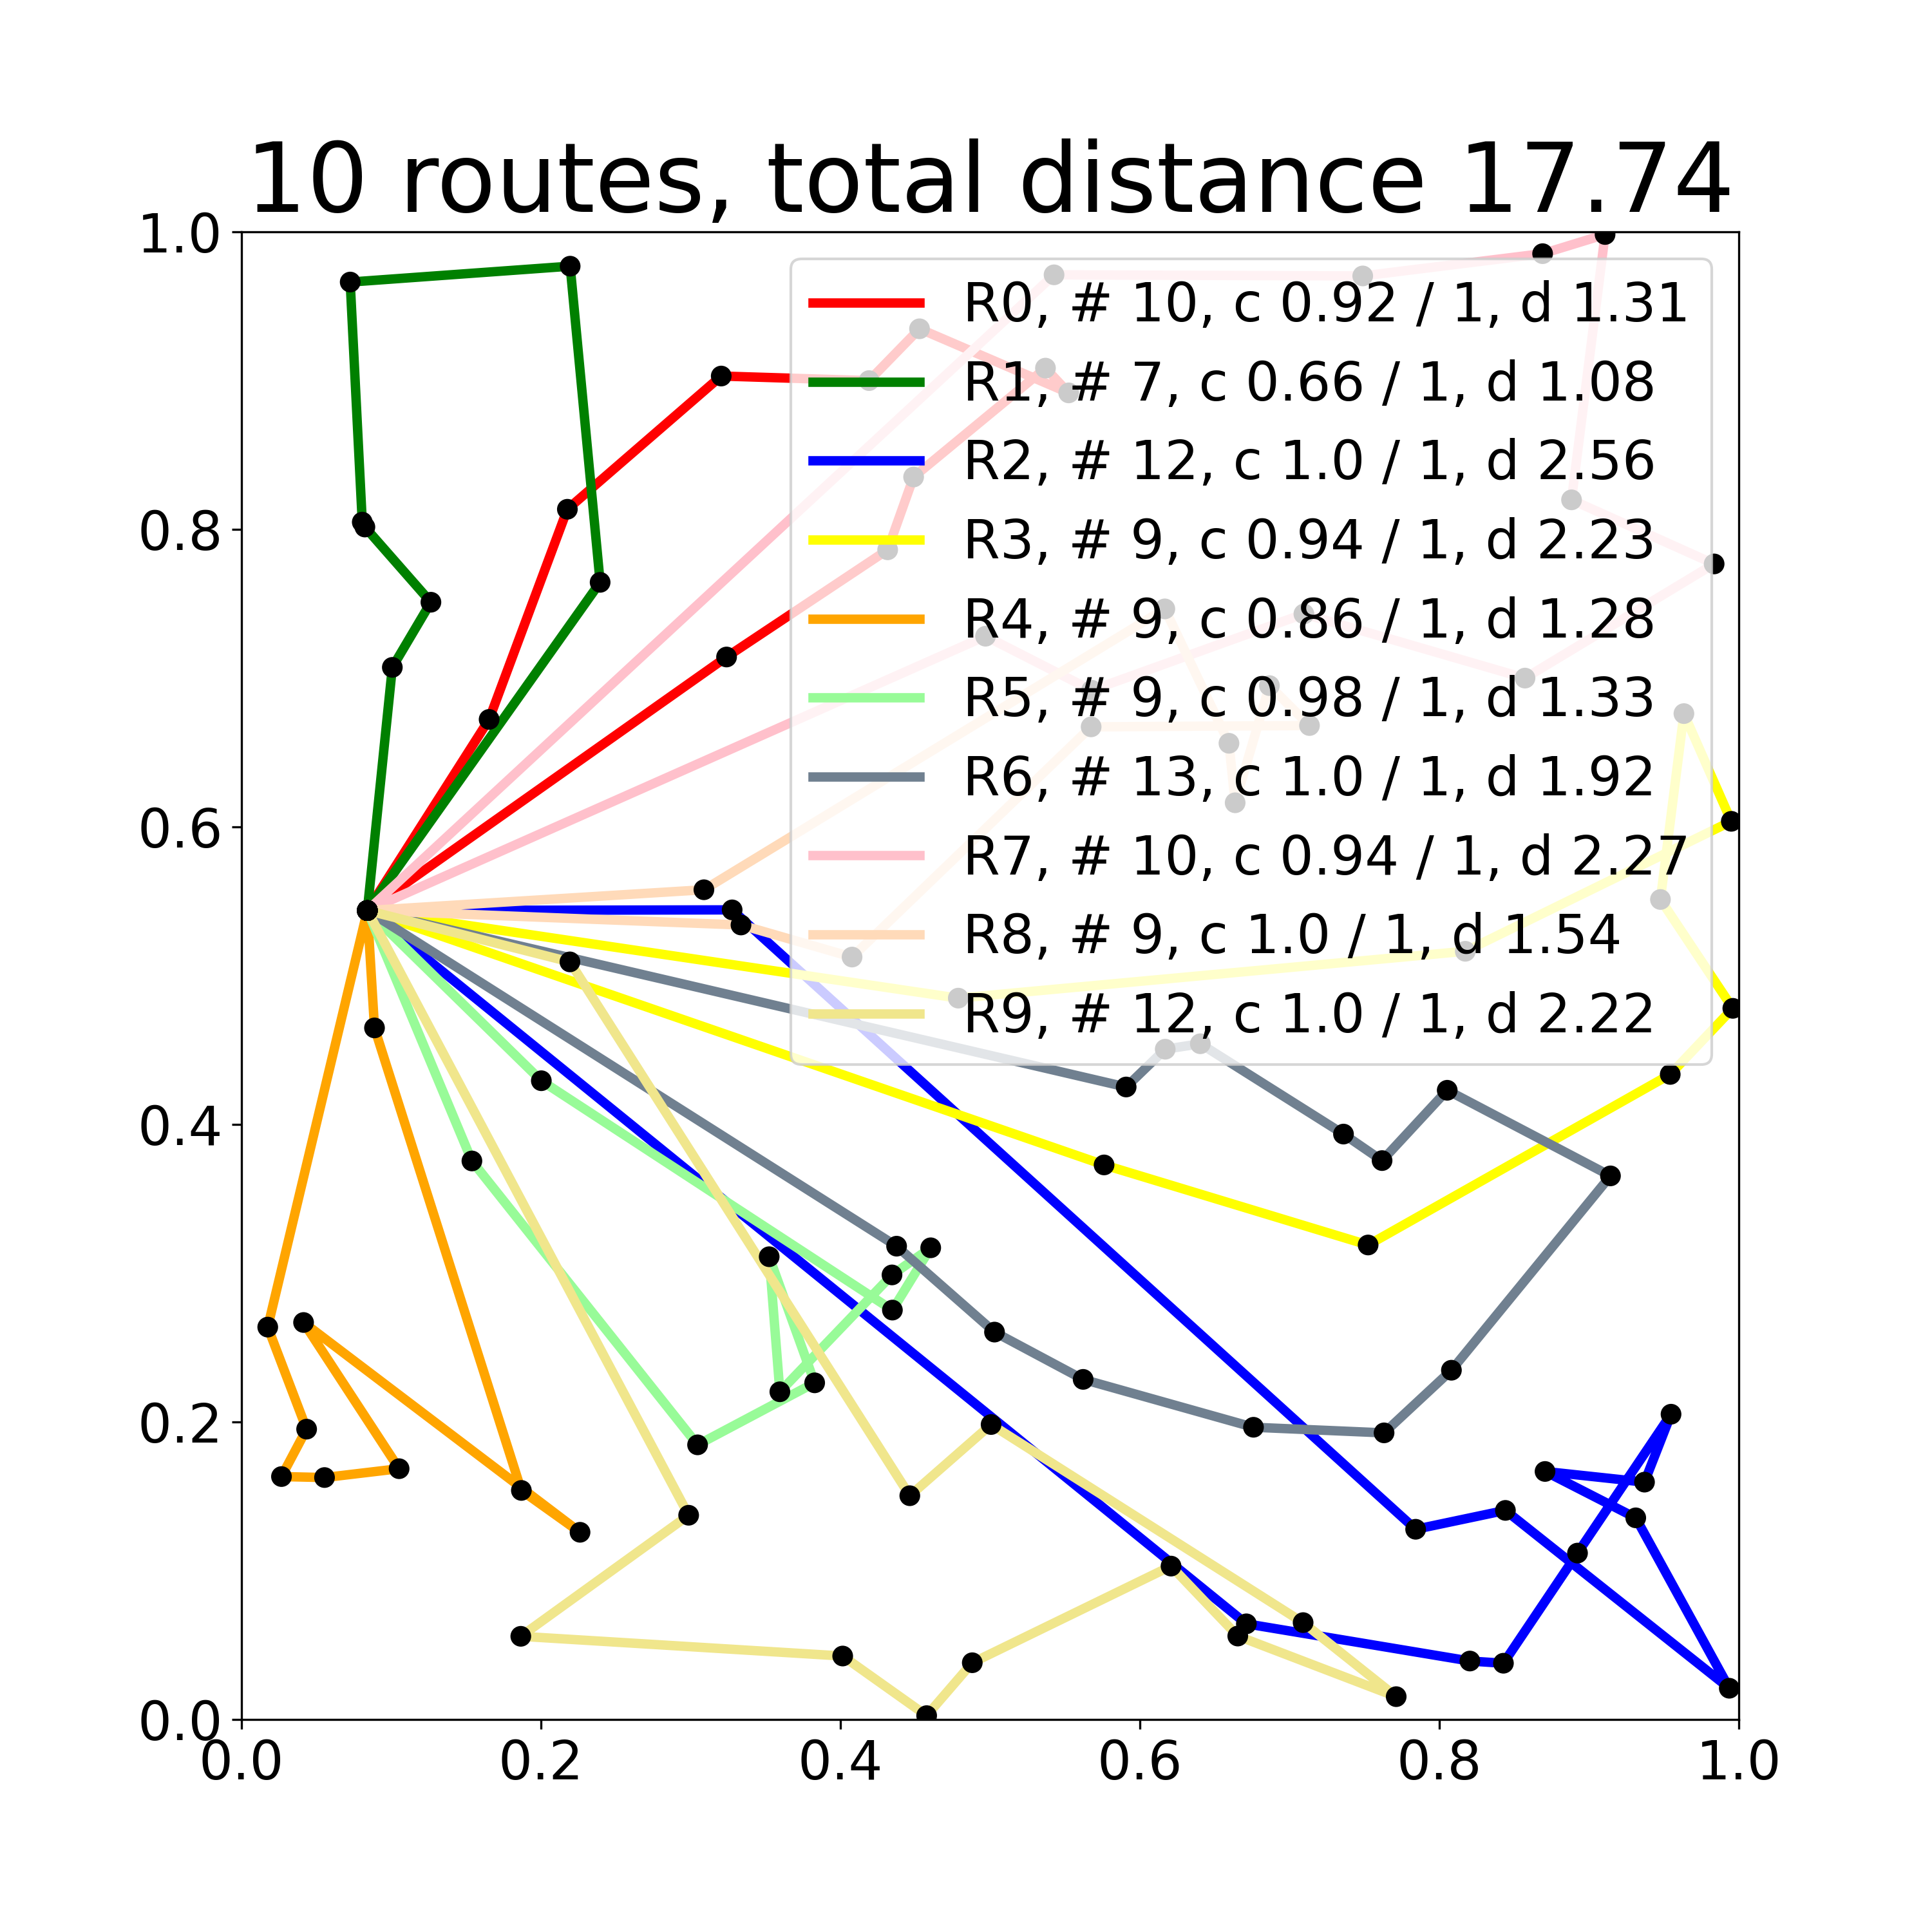 10 routes, total distance 17.74
1.0
0.8
0.6
0.4
0.2
0.0
0.0 0.2 0.4 0.6 0.8 1.0
R0, # 10, c 0.92 / 1, d 1.31
R1, # 7, c 0.66 / 1, d 1.08
R2, # 12, c 1.0 / 1, d 2.56
R3, # 9, c 0.94 / 1, d 2.23
R4, # 9, c 0.86 / 1, d 1.28
R5, # 9, c 0.98 / 1, d 1.33
R6, # 13, c 1.0 / 1, d 1.92
R7, # 10, c 0.94 / 1, d 2.27
R8, # 9, c 1.0 / 1, d 1.54
R9, # 12, c 1.0 / 1, d 2.22